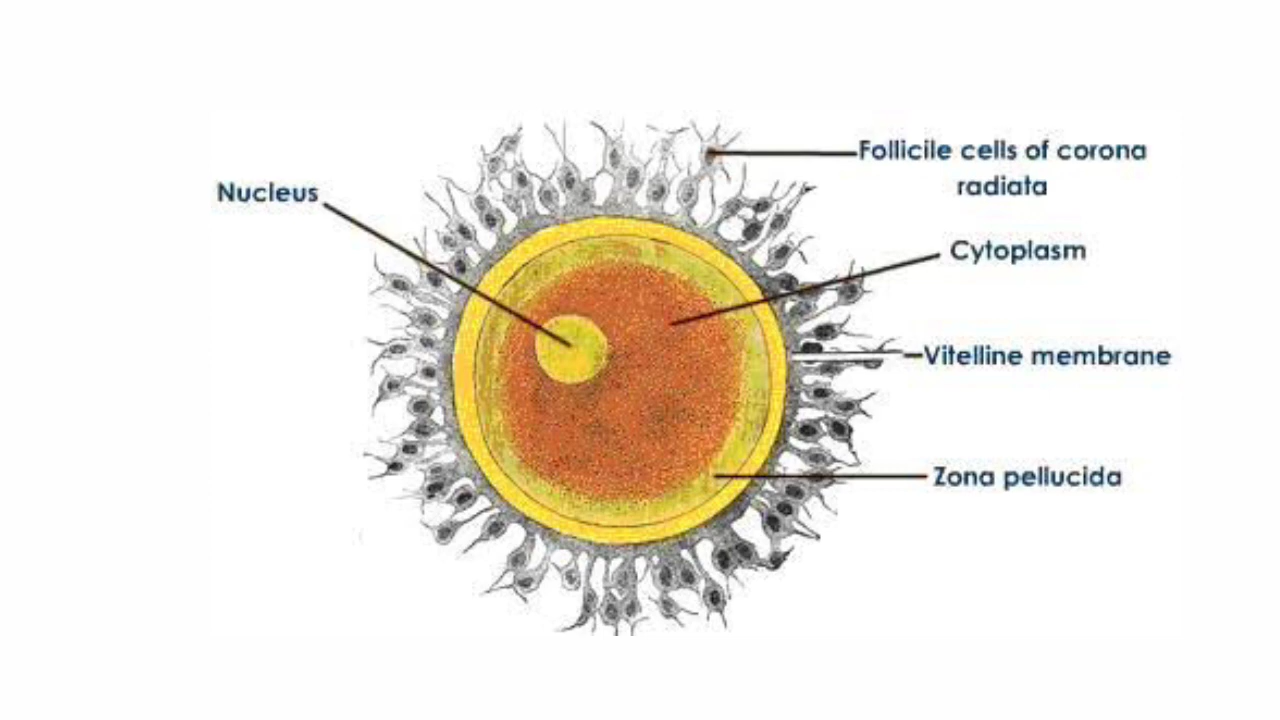 Follicile cells of corona
radiata
Nucleus
Cytoplasm
Vitelline membrane
Zona pellucida